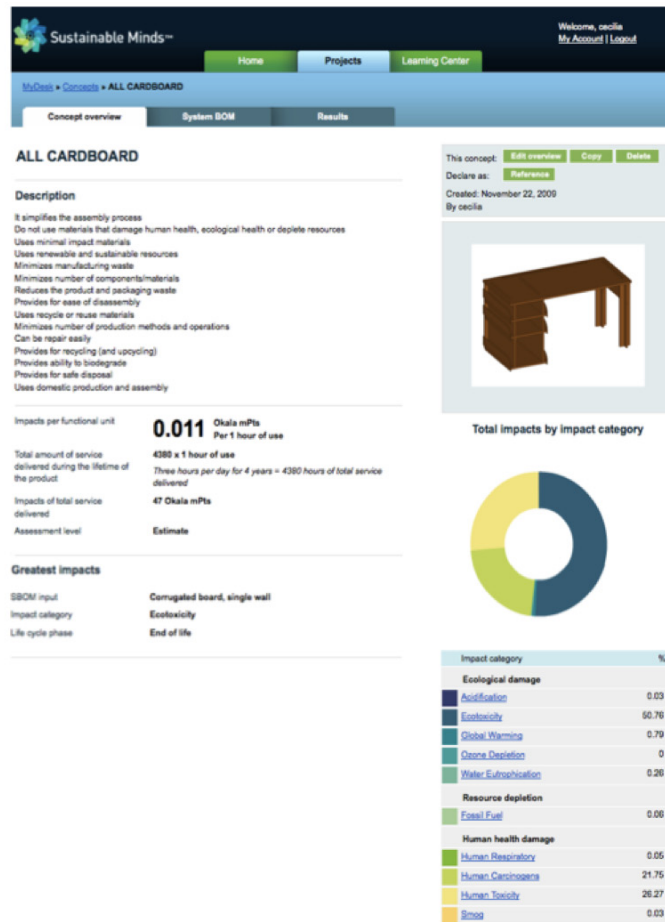 Sustainable Minds™
Welcome, cecilia
My Account | Logout
Home
Projects
Learning Center
MyDesk » Concepts » ALL CARDBOARD
Concept overview
System BOM
Results
ALL CARDBOARD
Description
It simplifies the assembly process
Do not use materials that damage human health, ecological health or deplete resources
Uses minimal impact materials
Uses renewable and sustainable resources
Minimizes manufacturing waste
Minimizes number of components/materials
Reduces the product and packaging waste
Provides for ease of disassembly
Uses recycle or reuse materials
Minimizes number of production methods and operations
Can be repair easily
Provides for recycling (and upcycling)
Provides ability to biodegrade
Provides for safe disposal
Uses domestic production and assembly
Impacts per functional unit
0.011 Okala mPts
Per 1 hour of use
Total amount of service
delivered during the lifetime of
the product
4380 x 1 hour of use
Three hours per day for 4 years = 4380 hours of total service
delivered
Impacts of total service
delivered
47 Okala mPts
Assessment level
Estimate
Greatest impacts
SBOM input
Corrugated board, single wall
Impact category
Ecotoxicity
Life cycle phase
End of life
This concept: Edit overview Copy Delete
Declare as: Reference
Created: November 22, 2009
By cecilia
Total impacts by impact category
Impact category %
Ecological damage
Acidification 0.03
Ecotoxicity 50.76
Global Warming 0.79
Ozone Depletion 0
Water Eutrophication 0.26
Resource depletion
Fossil Fuel 0.06
Human health damage
Human Respiratory 0.05
Human Carcinogens 21.75
Human Toxicity 26.27
Smog 0.03